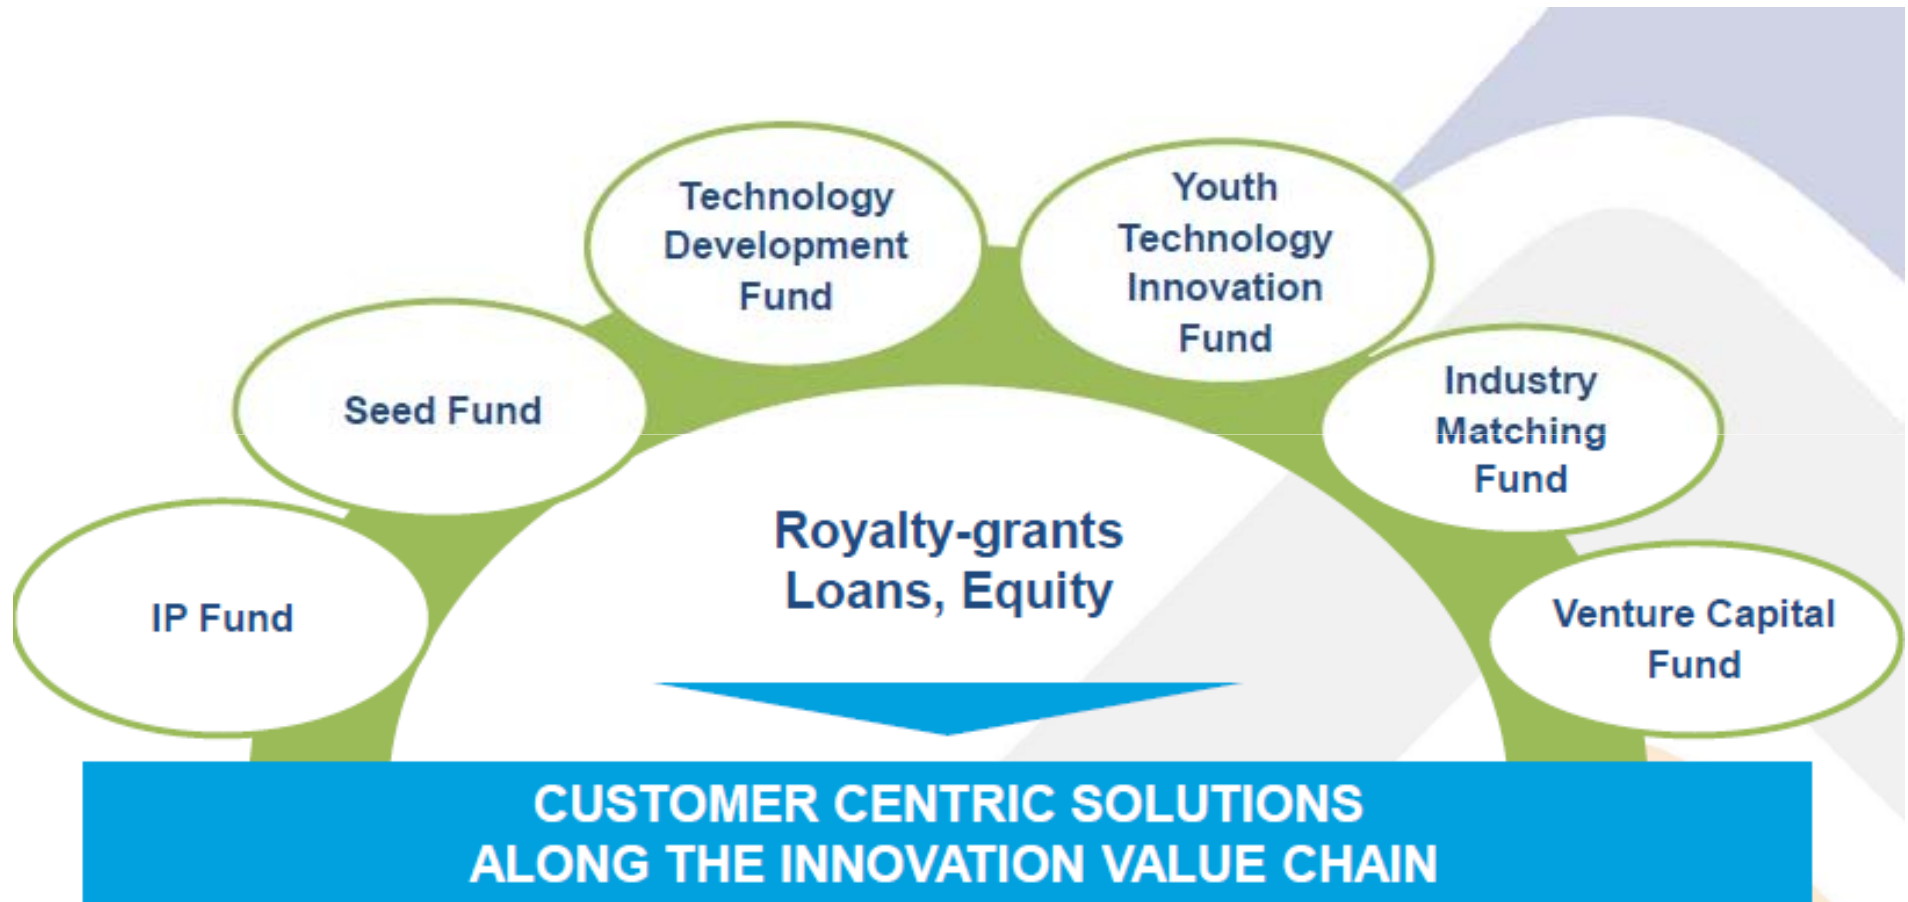 Technology
Development
Fund
Youth
Technology
Innovation
Fund
Seed Fund
Industry
Matching
Fund
IP Fund
Royalty-grants
Loans, Equity
Venture Capital
Fund
CUSTOMER CENTRIC SOLUTIONS
ALONG THE INNOVATION VALUE CHAIN